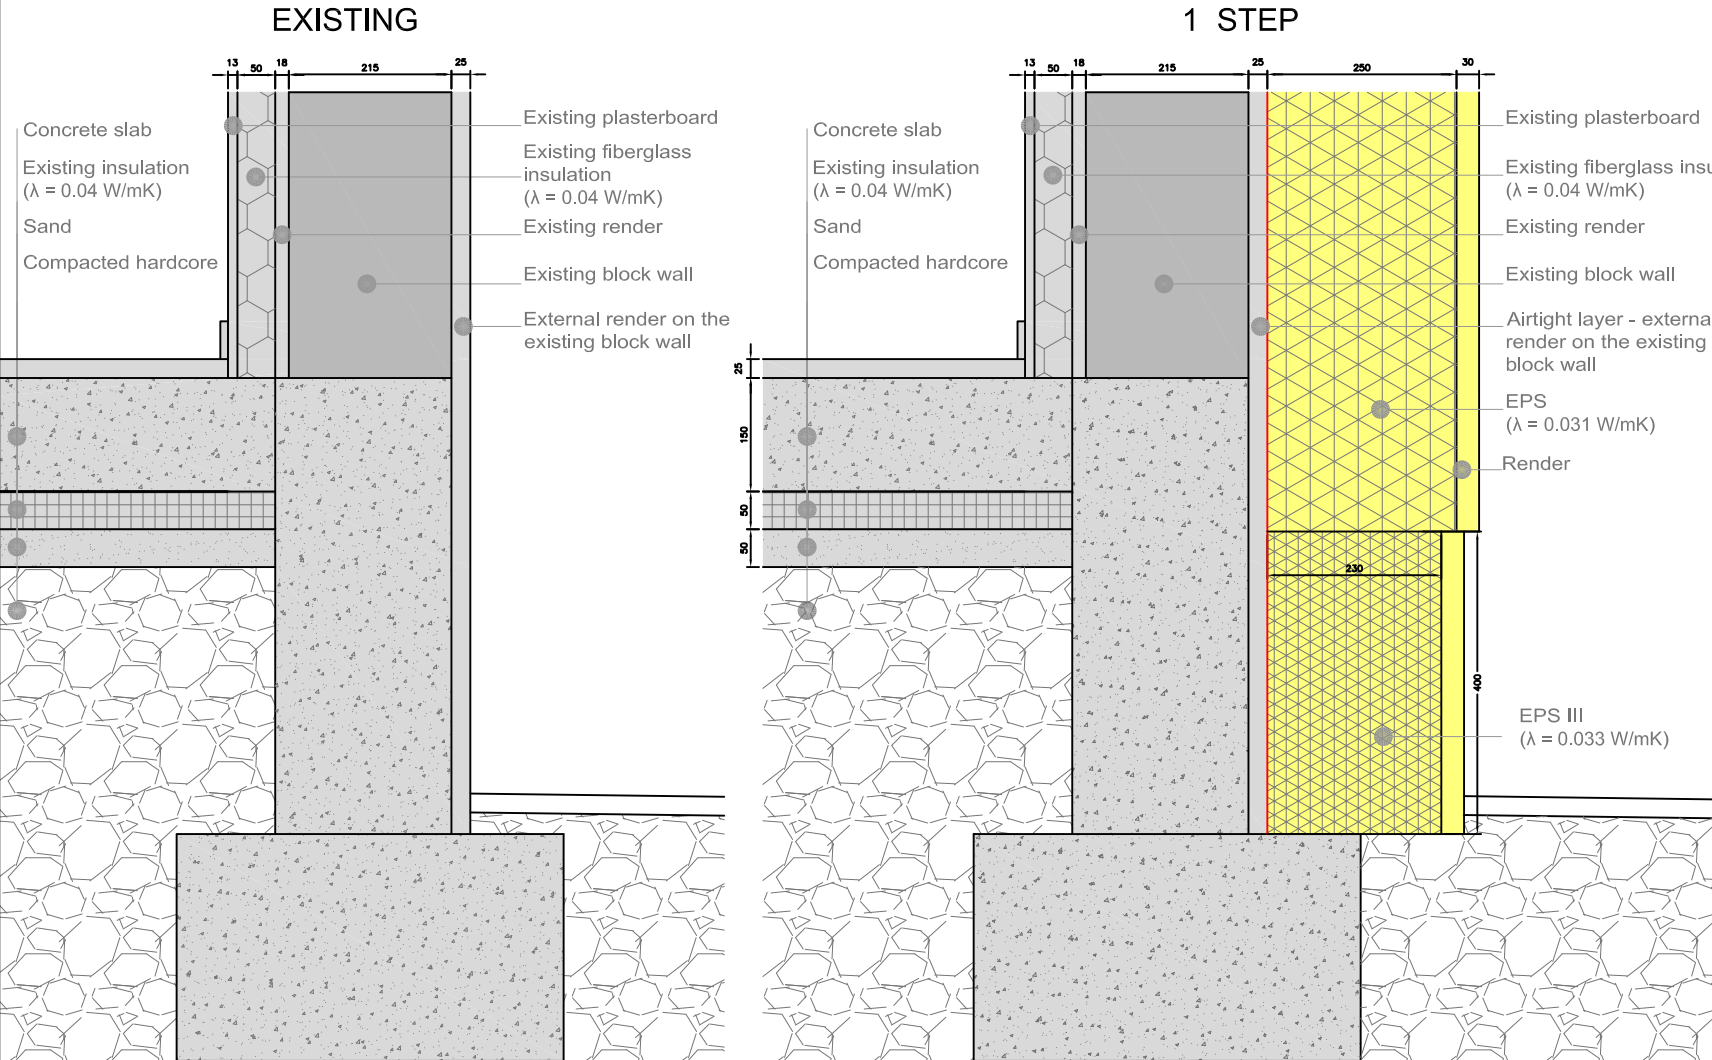 EXISTING
13 50 18 215 25
Concrete slab
Existing insulation
(λ = 0.04 W/mK)
Sand
Compacted hardcore
Existing plasterboard
Existing fiberglass
insulation
(λ = 0.04 W/mK)
Existing render
Existing block wall
External render on the
existing block wall
1 STEP
13 50 18 215 25 250 30
Concrete slab
Existing insulation
(λ = 0.04 W/mK)
Sand
Compacted hardcore
25
150
50
50
Existing plasterboard
Existing fiberglass insu
(λ = 0.04 W/mK)
Existing render
Existing block wall
Airtight layer - externa
render on the existing
block wall
EPS
(λ = 0.031 W/mK)
Render
230
400
EPS III
(λ = 0.033 W/mK)